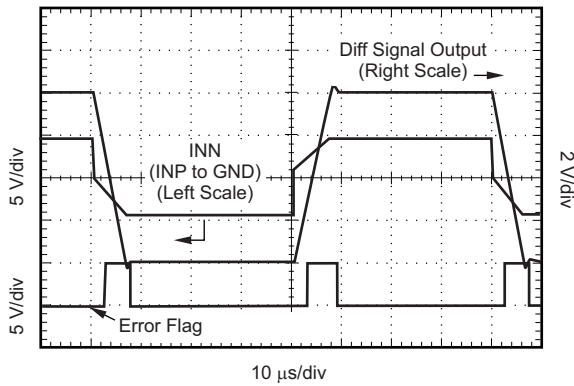 Diff Signal Output
(Right Scale)
INN
(INP to GND)
(Left Scale)
5 V/div
2 V/div
5 V/div
Error Flag
10 µs/div